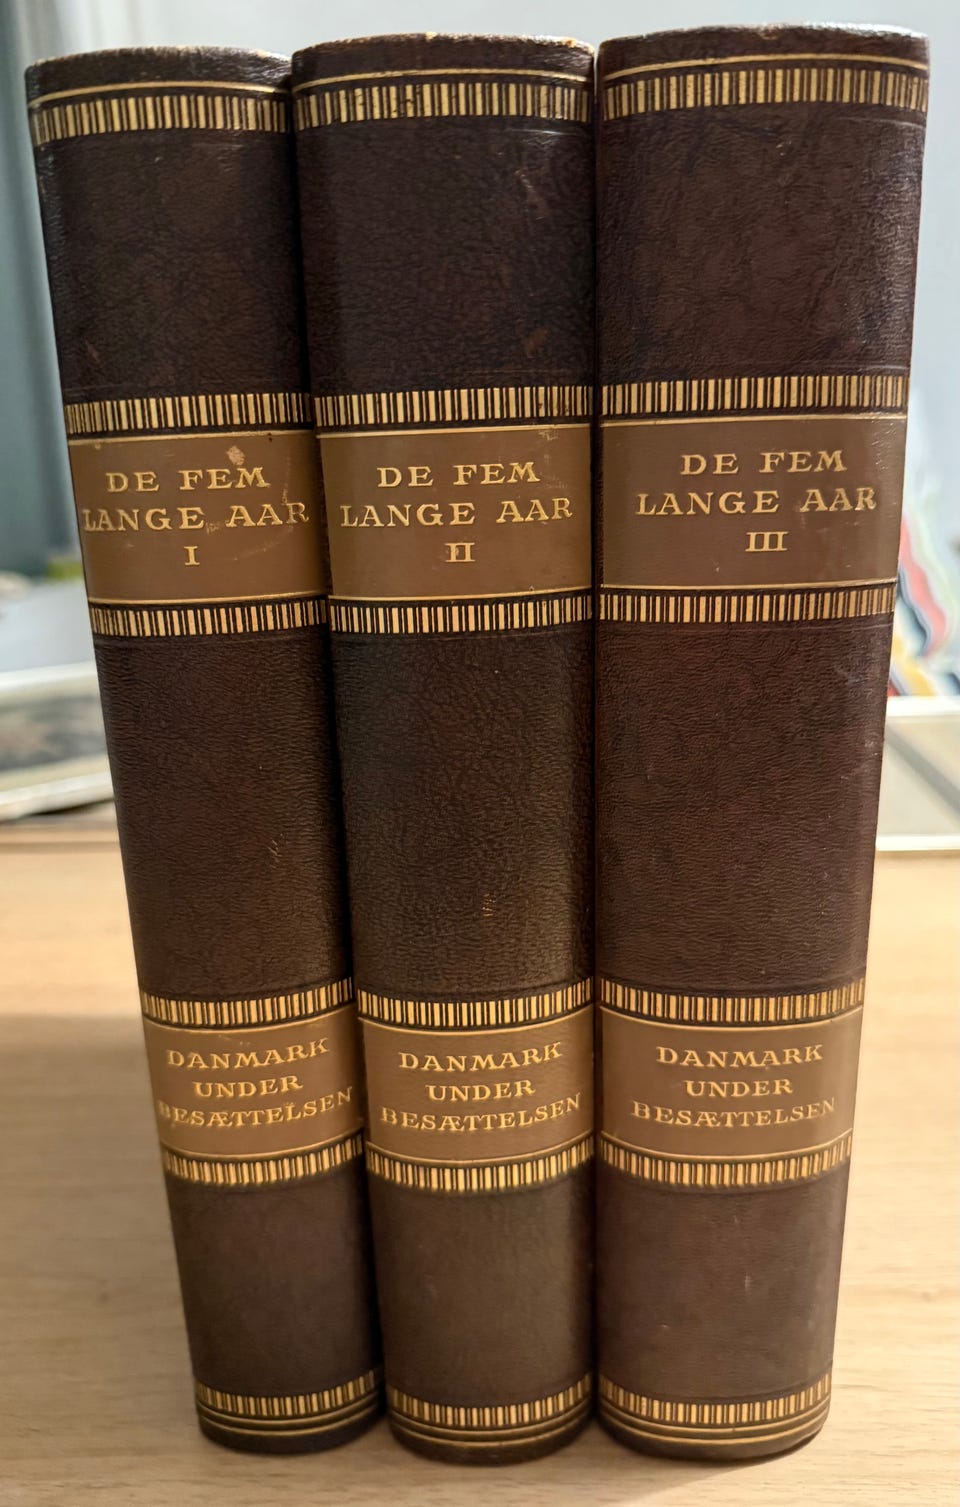 DE FEM
LANGE AAR
I
DANMARK
UNDER
BESÆTTELSEN
DE FEM
LANGE AAR
II
DANMARK
UNDER
BESÆTTELSEN
DE FEM
LANGE AAR
III
DANMARK
UNDER
BESÆTTELSEN